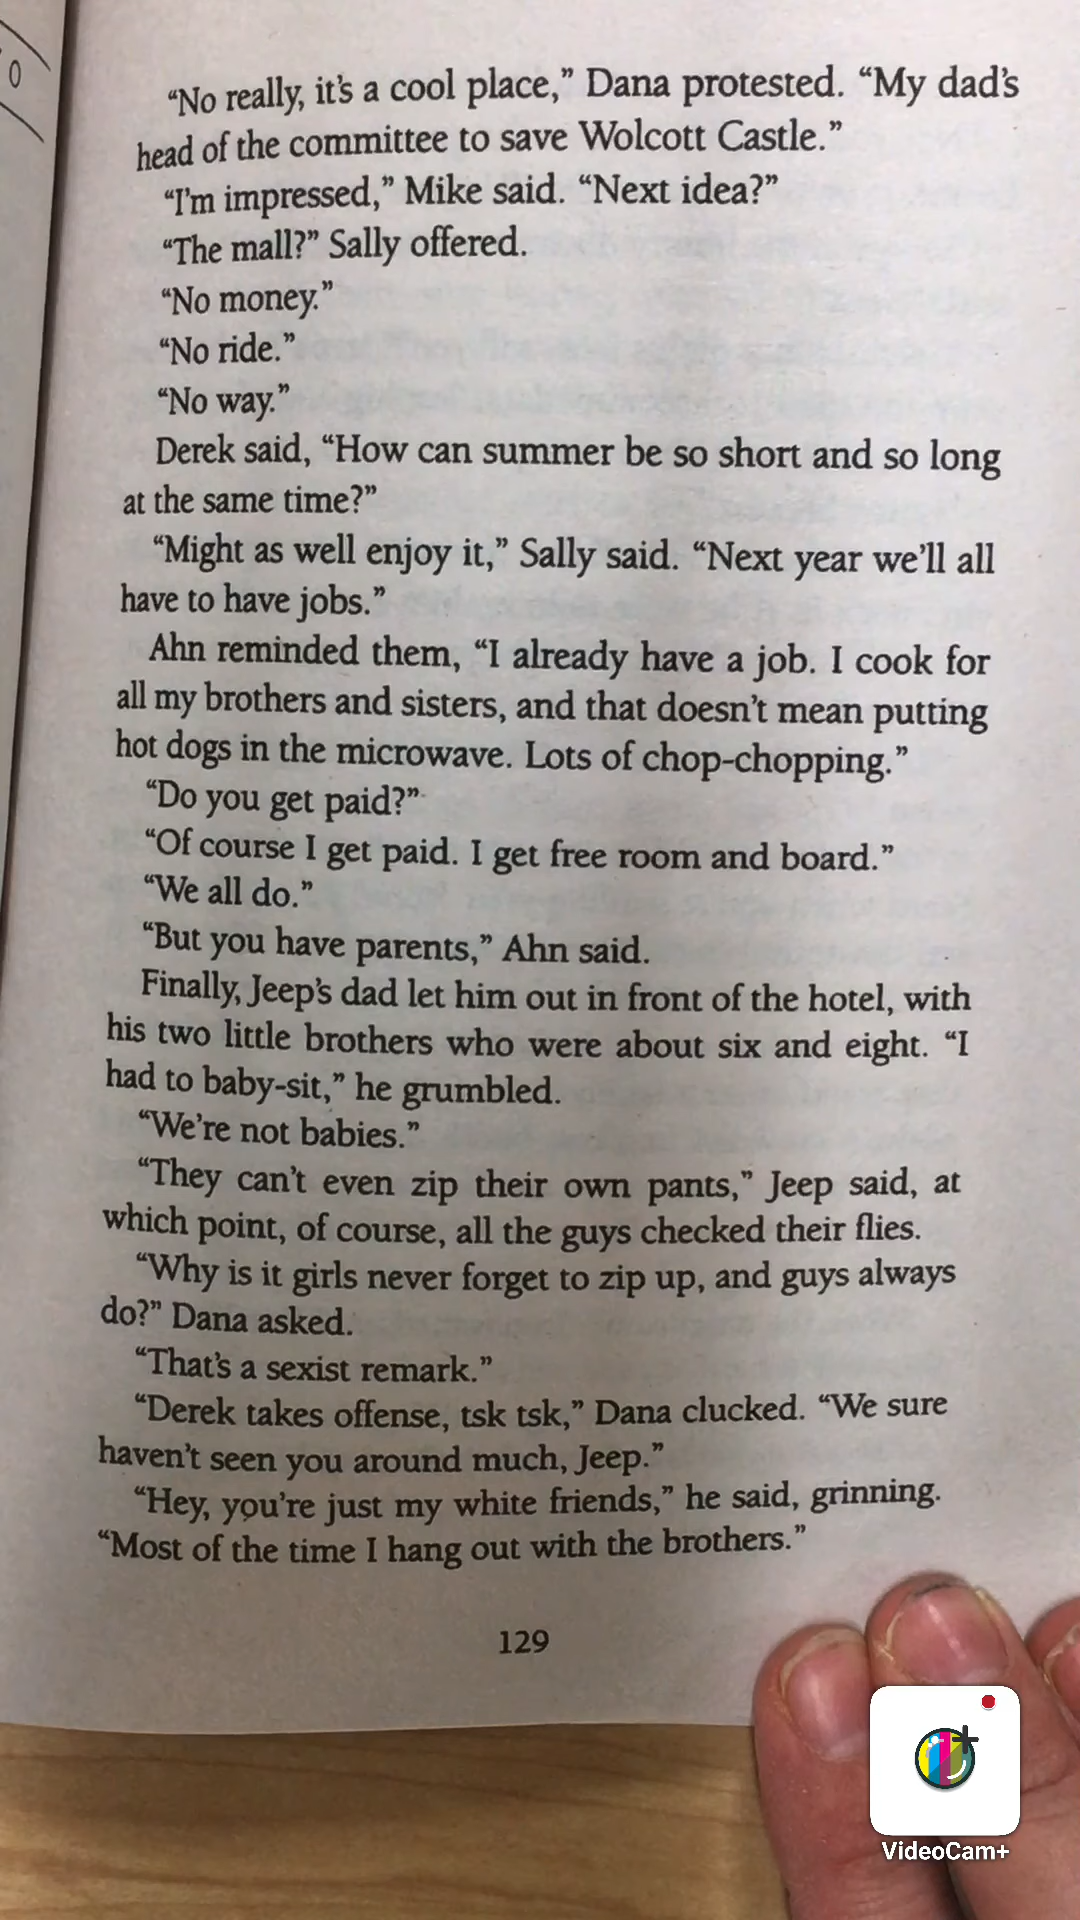 0
“No really, it’s a cool place,” Dana protested. “My dad’s
head of the committee to save Wolcott Castle.”
“I’m impressed,” Mike said. “Next idea?”
“The mall?” Sally offered.
“No money.”
“No ride.”
“No way.”
Derek said, “How can summer be so short and so long
at the same time?”
“Might as well enjoy it,” Sally said. “Next year we’ll all
have to have jobs.”
Ahn reminded them, “I already have a job. I cook for
all my brothers and sisters, and that doesn’t mean putting
hot dogs in the microwave. Lots of chop-chopping.”
“Do you get paid?”
“Of course I get paid. I get free room and board.”
“We all do.”
“But you have parents,” Ahn said.
Finally, Jeep’s dad let him out in front of the hotel, with
his two little brothers who were about six and eight. “I
had to baby-sit,” he grumbled.
“We’re not babies.”
“They can’t even zip their own pants,” Jeep said, at
which point, of course, all the guys checked their flies.
“Why is it girls never forget to zip up, and guys always
do?” Dana asked.
“That’s a sexist remark.”
“Derek takes offense, tsk tsk,” Dana clucked. “We sure
haven’t seen you around much, Jeep.”
“Hey, you’re just my white friends,” he said, grinning.
“Most of the time I hang out with the brothers.”
129
VideoCam+